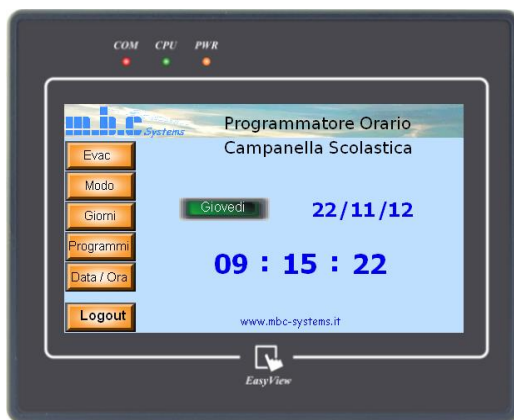 COM CPU PWR
m.b.c Systems
Programmatore Orario
Campanella Scolastica
Evac
Modo
Giorni
Programmi
Data / Ora
Logout
Giovedì 22/11/12
09 : 15 : 22
www.mbc-systems.it
EasyView